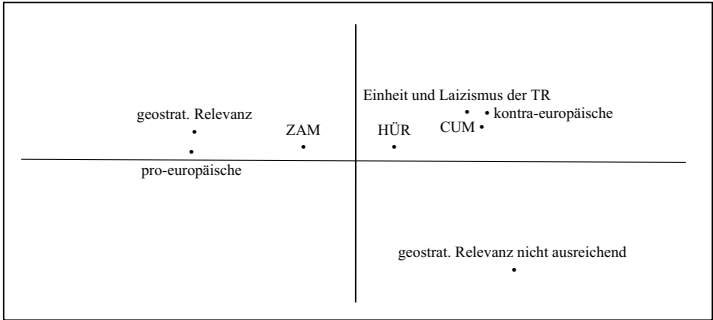 Einheit und Laizismus der TR
geostrat. Relevanz
kontra-europäische
ZAM
HÜR
CUM
pro-europäische
geostrat. Relevanz nicht ausreichend